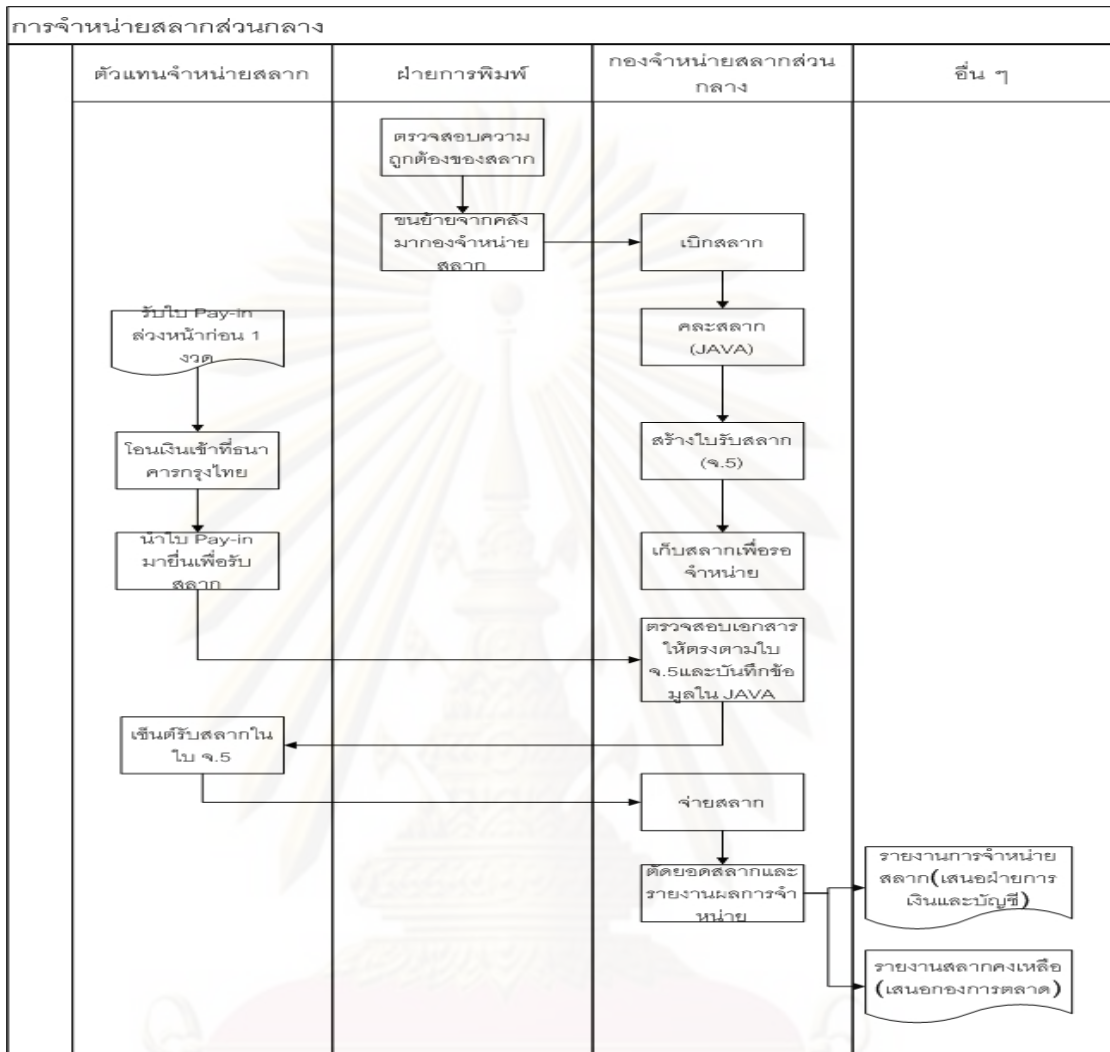 การจำหน่ายสลากส่วนกลาง
ตัวแทนจำหน่ายสลาก
ฝ่ายการพิมพ์
กองจำหน่ายสลากส่วน
กลาง
อื่น ๆ
ตรวจสอบความ
ถูกต้องของสลาก
ขนย้ายจากคลัง
มากองจำหน่าย
สลาก
เบิกสลาก
รับใบ Pay-in
ล่วงหน้าก่อน 1
งวด
คละสลาก
(JAVA)
โอนเงินเข้าที่ธนา
คารกรุงไทย
สร้างใบรับสลาก
(จ.5)
นำใบ Pay-in
มายื่นเพื่อรับ
สลาก
เก็บสลากเพื่อรอ
จำหน่าย
ตรวจสอบเอกสาร
ให้ตรงตามใบ
จ.5และบันทึกข้อ
มูลใน JAVA
เซ็นต์รับสลากใน
ใบ จ.5
จ่ายสลาก
ตัดยอดสลากและ
รายงานผลการจำ
หน่าย
รายงานการจำหน่าย
สลาก(เสนอฝ่ายการ
เงินและบัญชี)
รายงานสลากคงเหลือ
(เสนอกองการตลาด)